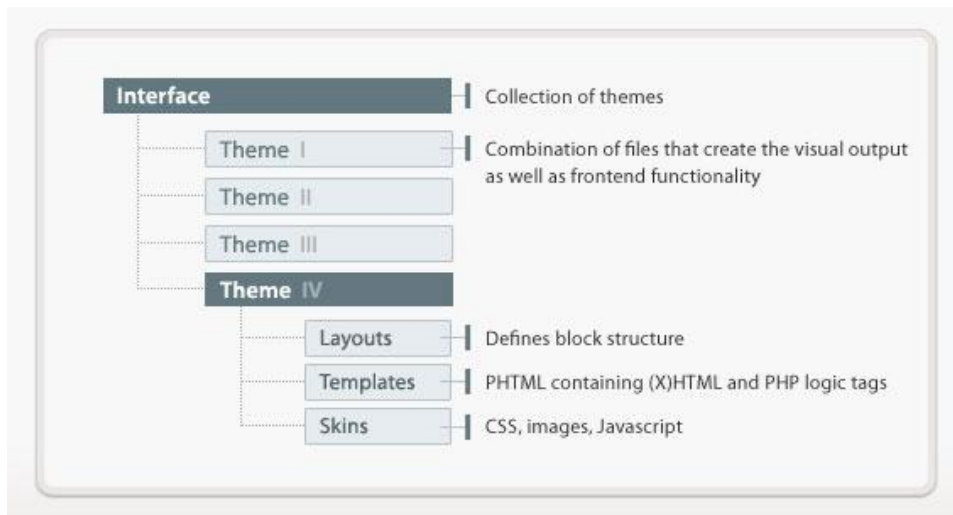 Interface
Collection of themes
Theme I
Combination of files that create the visual output
as well as frontend functionality
Theme II
Theme III
Theme IV
Layouts
Defines block structure
Templates
PHTML containing (X)HTML and PHP logic tags
Skins
CSS, images, Javascript